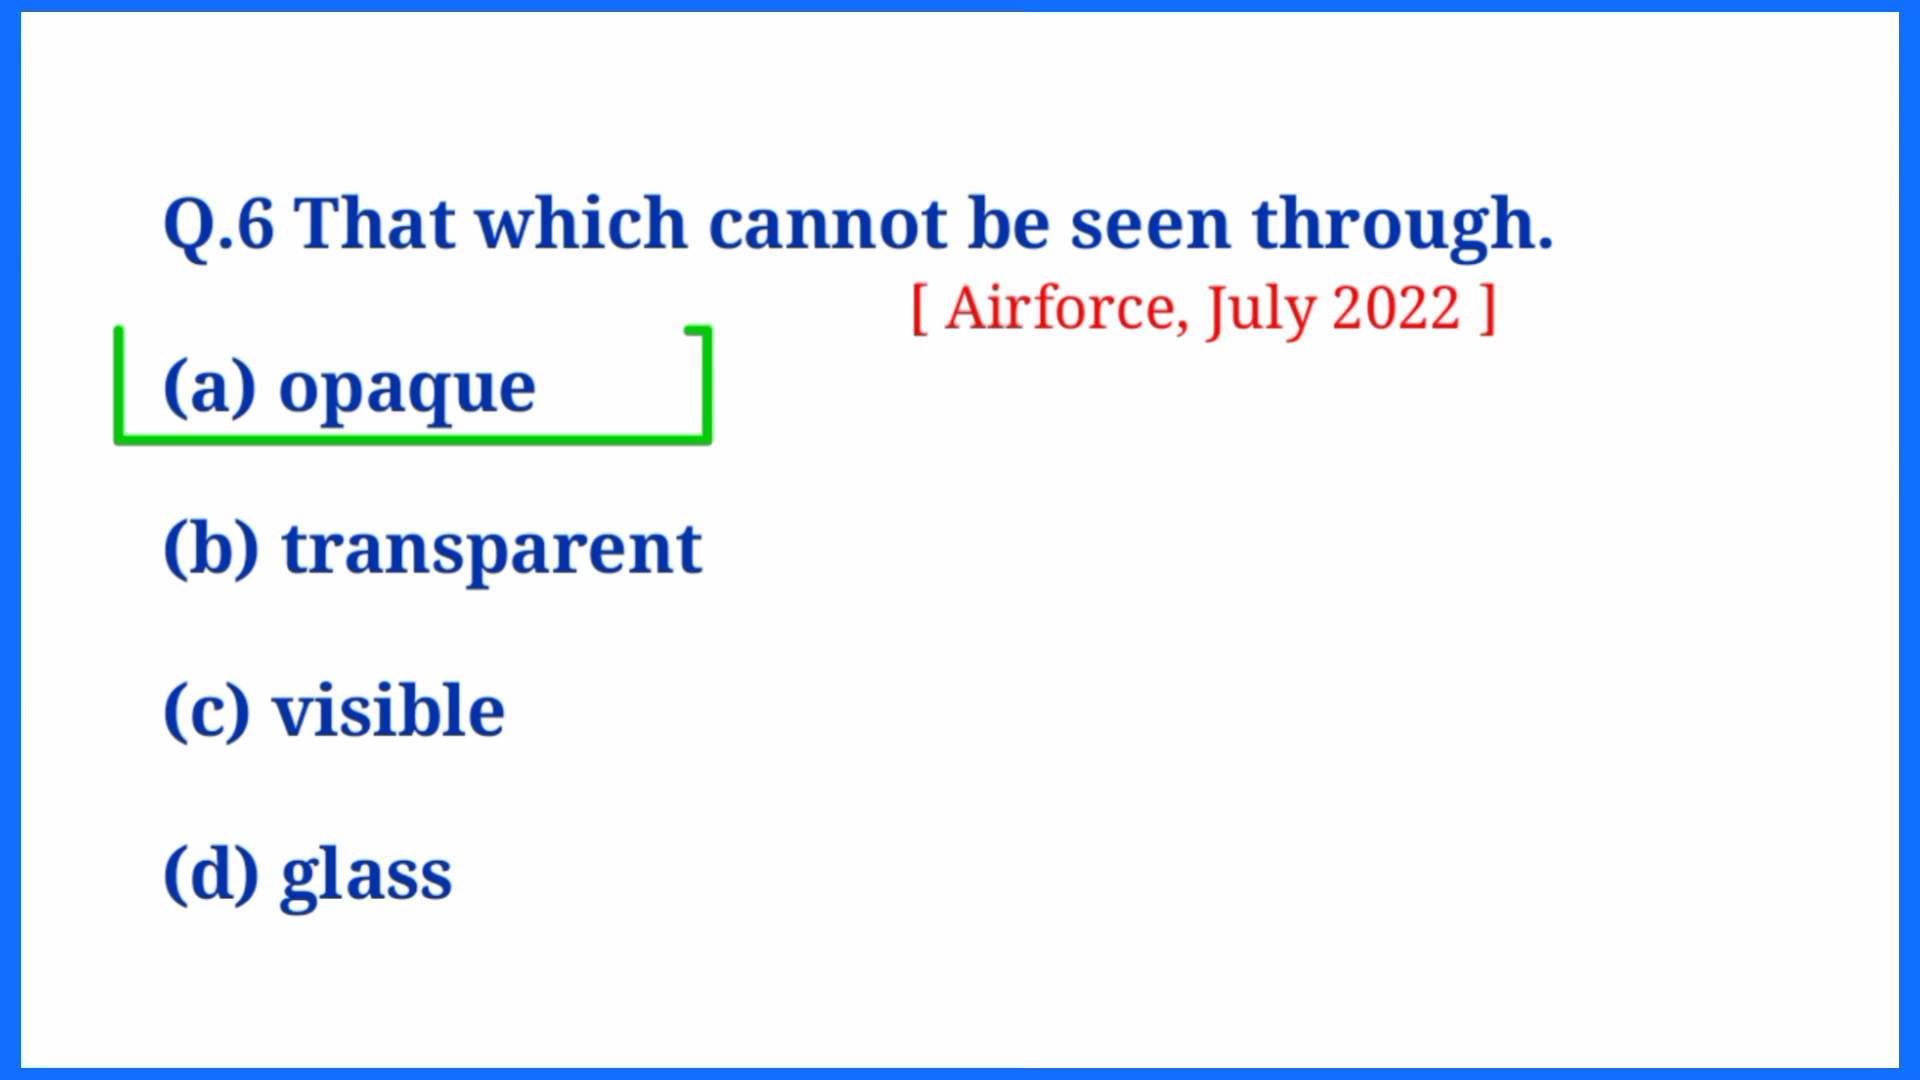 Q.6 That which cannot be seen through.
[ Airforce, July 2022 ]
(a) opaque
(b) transparent
(c) visible
(d) glass